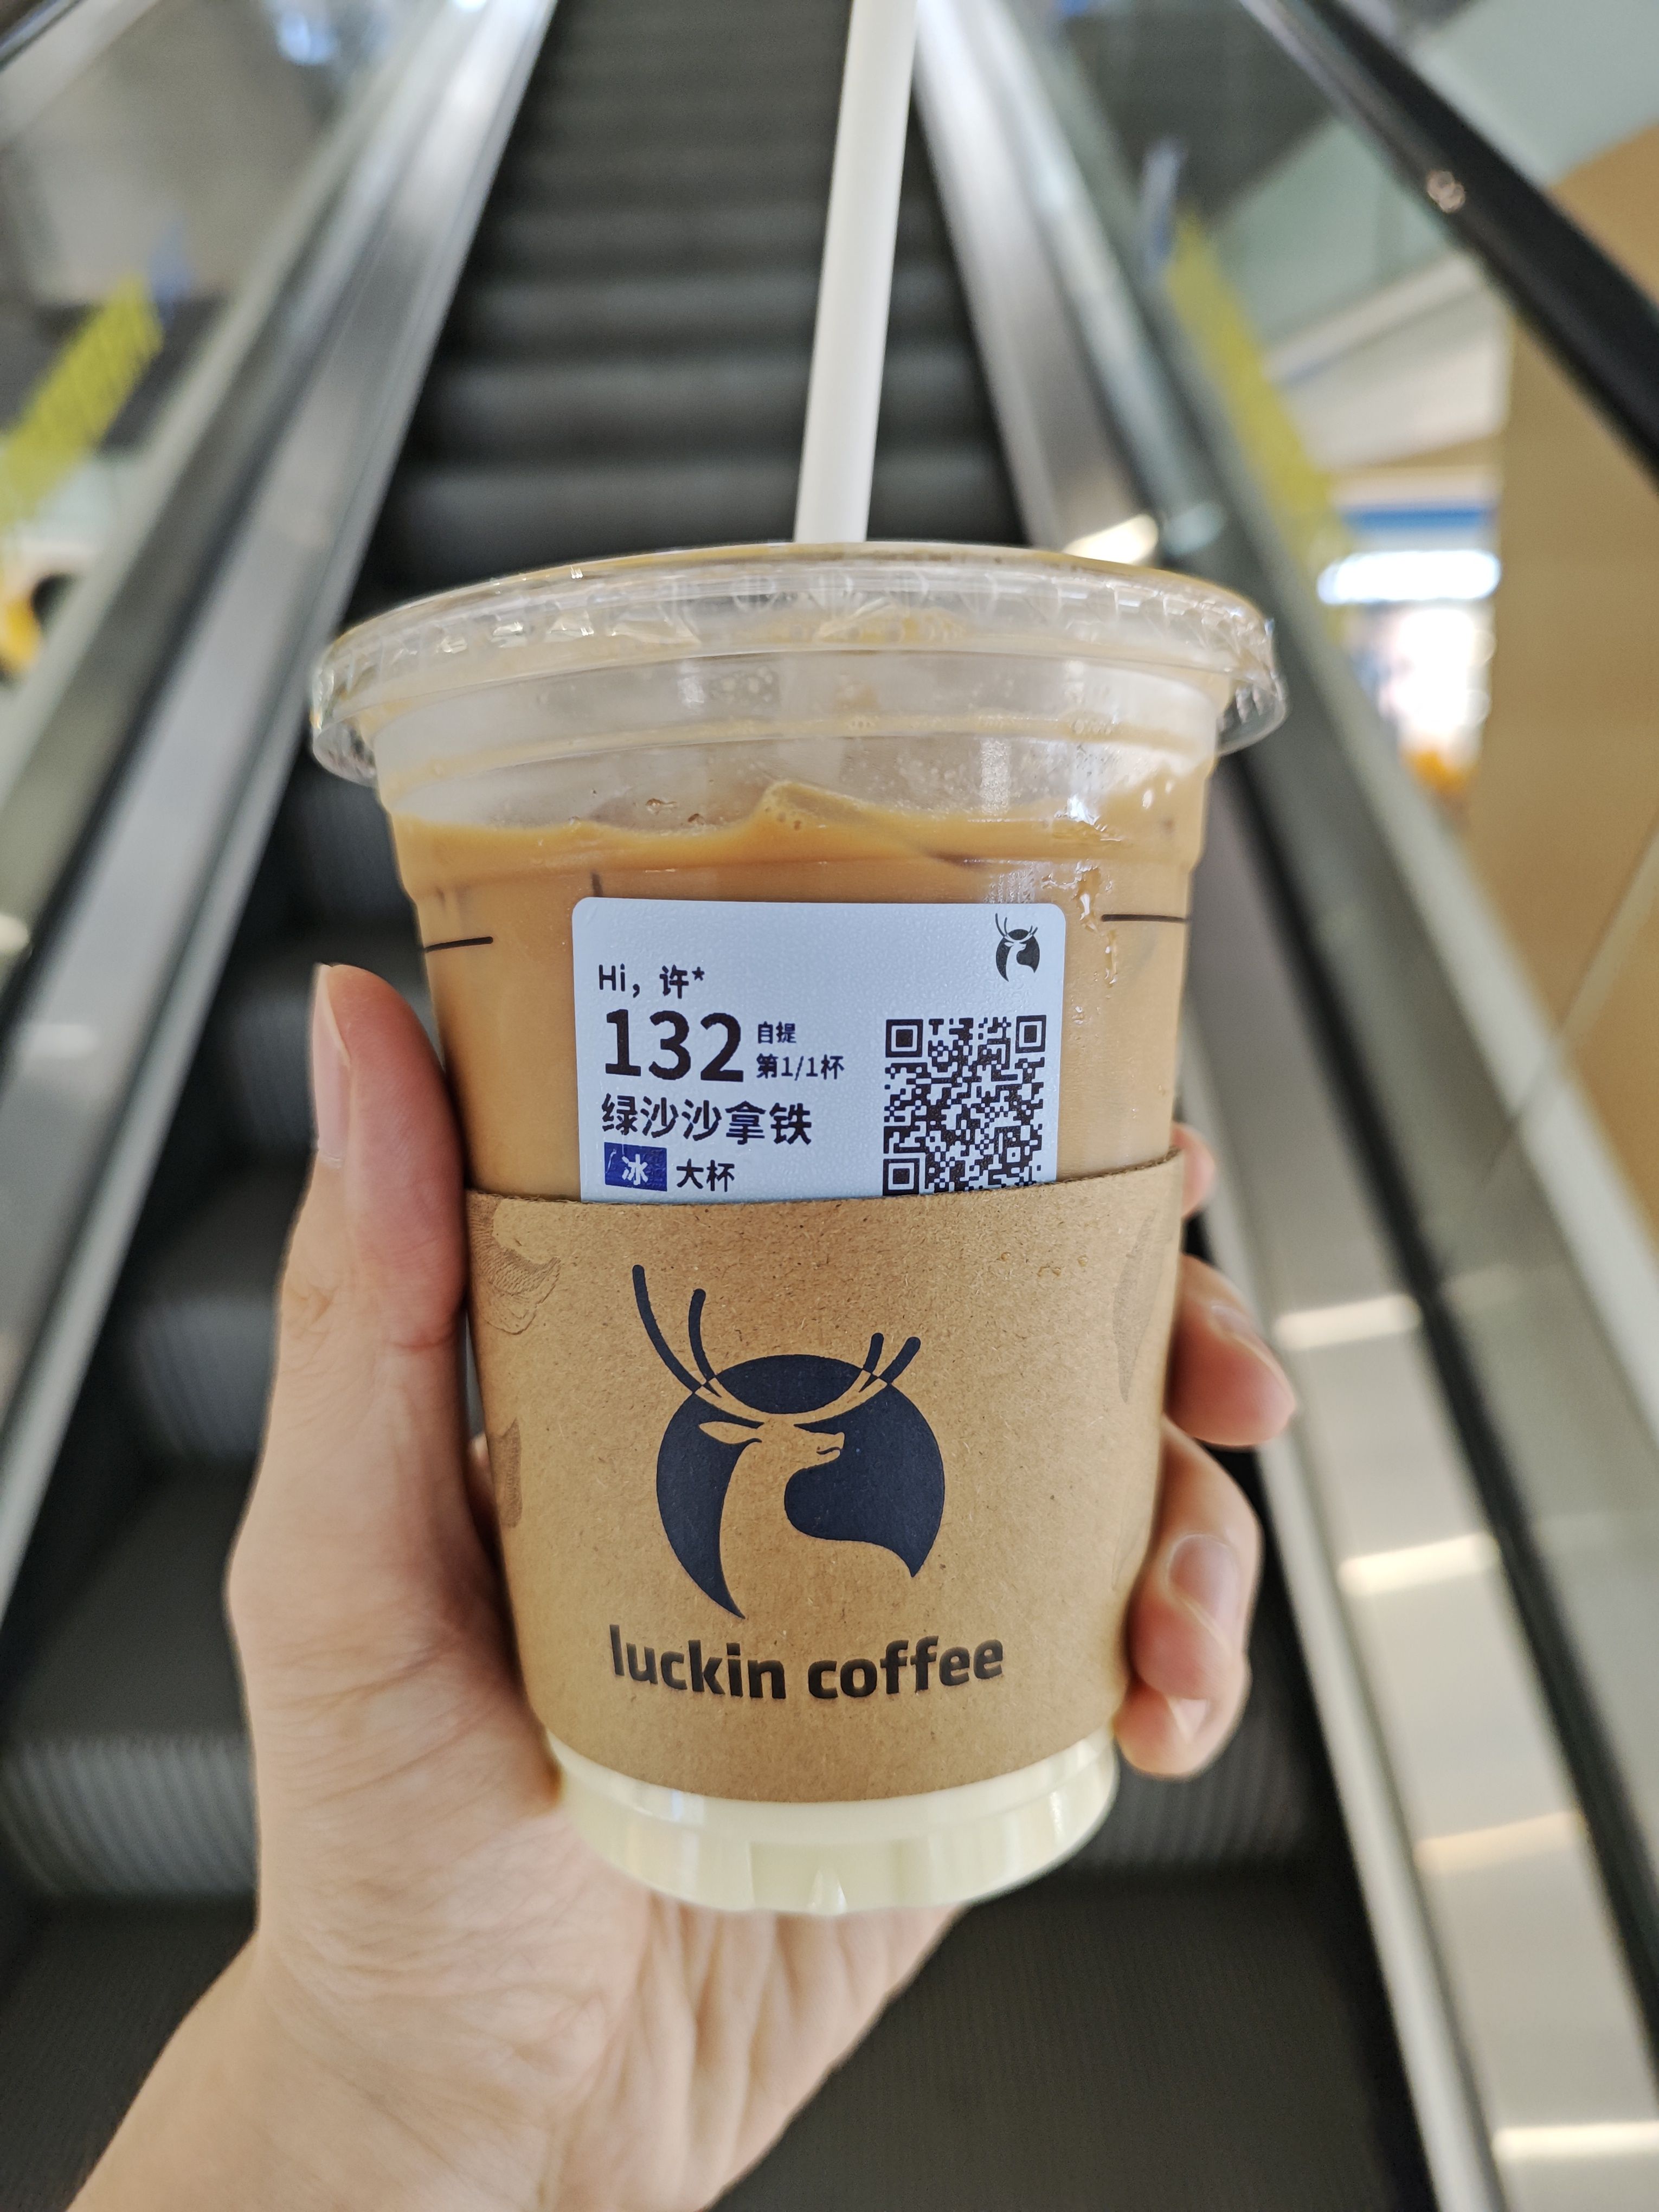 Hi，许*
132 自提
第1/1杯
绿沙沙拿铁
冰 大杯
luckin coffee